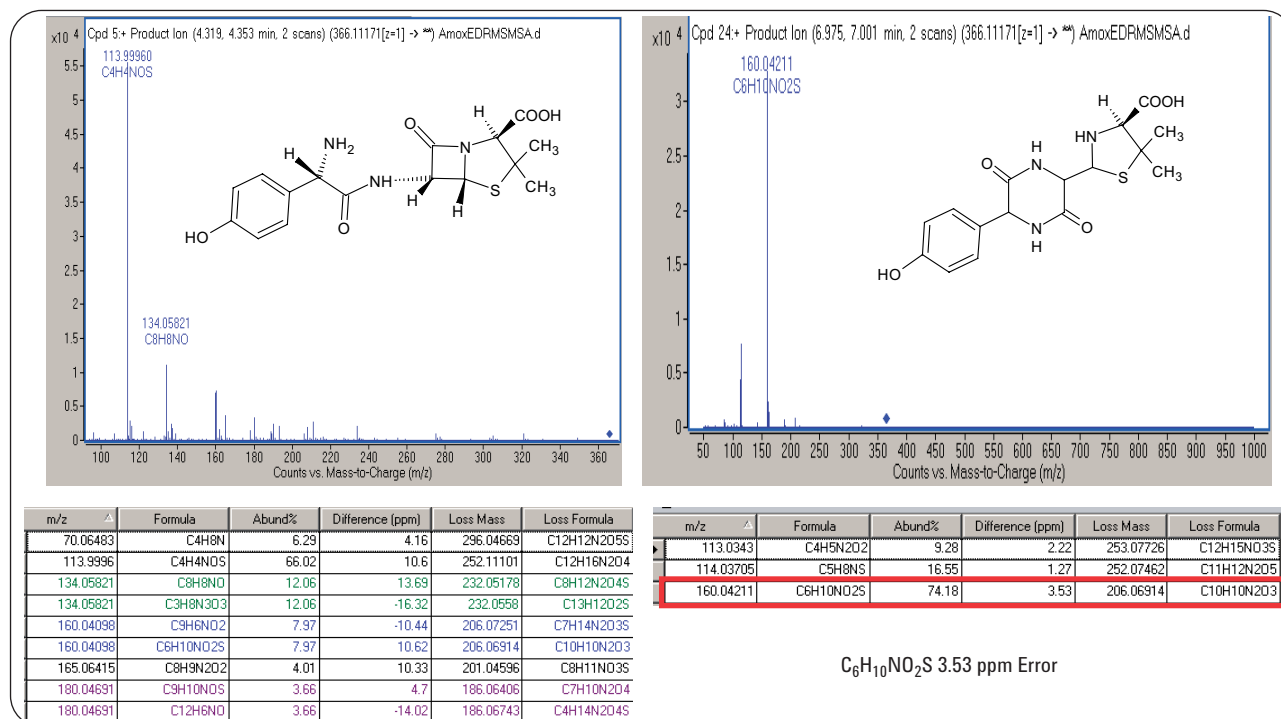 x10 4 Cpd 5:+ Product Ion (4.319, 4.353 min, 2 scans) (366.11171[z=1] -> **) AmoxEDRMSMSA.d
113.99960
C4H4NOS
134.05821
C8H8NO
5.5
5
4.5
4
3.5
3
2.5
2
1.5
1
0.5
0
100 120 140 160 180 200 220 240 260 280 300 320 340 360
Counts vs. Mass-to-Charge (m/z)
H
COOH
O
N
CH3
CH3
S
NH2
H
NH
H
H
O
HO
x10 4 Cpd 24:+ Product Ion (6.975, 7.001 min, 2 scans) (366.11171[z=1] -> **) AmoxEDRMSMSA.d
160.04211
C6H10NO2S
3
2.5
2
1.5
1
0.5
0
50 100 150 200 250 300 350 400 450 500 550 600 650 700 750 800 850 900 950 1000
Counts vs. Mass-to-Charge (m/z)
H
COOH
HN
CH3
CH3
S
H
N
O
O
N
H
HO
m/z Formula Abund% Difference (ppm) Loss Mass Loss Formula
70.06483 C4H8N 6.29 4.16 296.04669 C12H12N2O5S
113.9996 C4H4NOS 66.02 10.6 252.11101 C12H16N2O4
134.05821 C8H8NO 12.06 13.69 232.05178 C8H12N2O4S
134.05821 C3H8N3O3 12.06 -16.32 232.0558 C13H12O2S
160.04098 C9H6NO2 7.97 -10.44 206.07251 C7H14N2O3S
160.04098 C6H10NO2S 7.97 10.62 206.06914 C10H10N2O3
165.06415 C8H9N2O2 4.01 10.33 201.04596 C8H11NO3S
180.04691 C9H10NOS 3.66 4.7 186.06406 C7H10N2O4
180.04691 C12H6NO 3.66 -14.02 186.06743 C4H14N2O4S
m/z Formula Abund% Difference (ppm) Loss Mass Loss Formula
113.0343 C4H5N2O2 9.28 2.22 253.07726 C12H15NO3S
114.03705 C5H8NS 16.55 1.27 252.07462 C11H12N2O5
160.04211 C6H10NO2S 74.18 3.53 206.06914 C10H10N2O3
C6H10NO2S 3.53 ppm Error